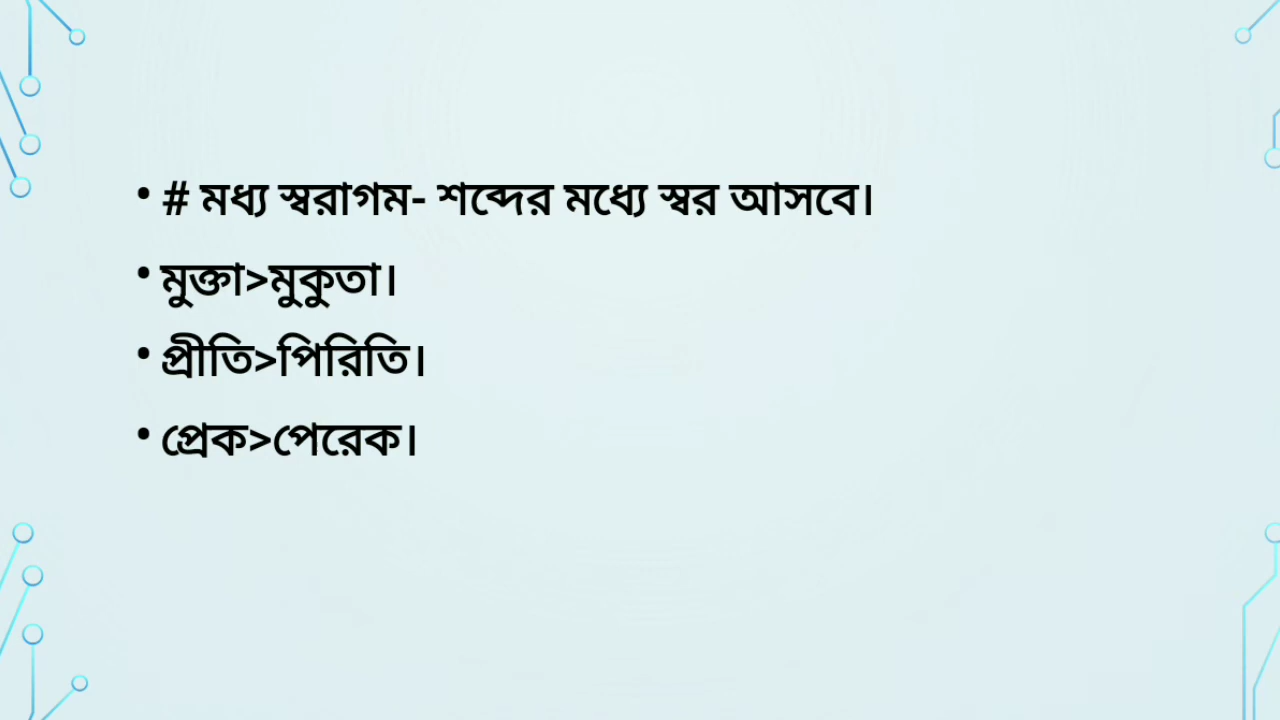 • # মধ্য স্বরাগম- শব্দের মধ্যে স্বর আসবে।
• মুক্তা>মুকুতা।
• প্রীতি>পিরিতি।
• প্রেক>পেরেক।